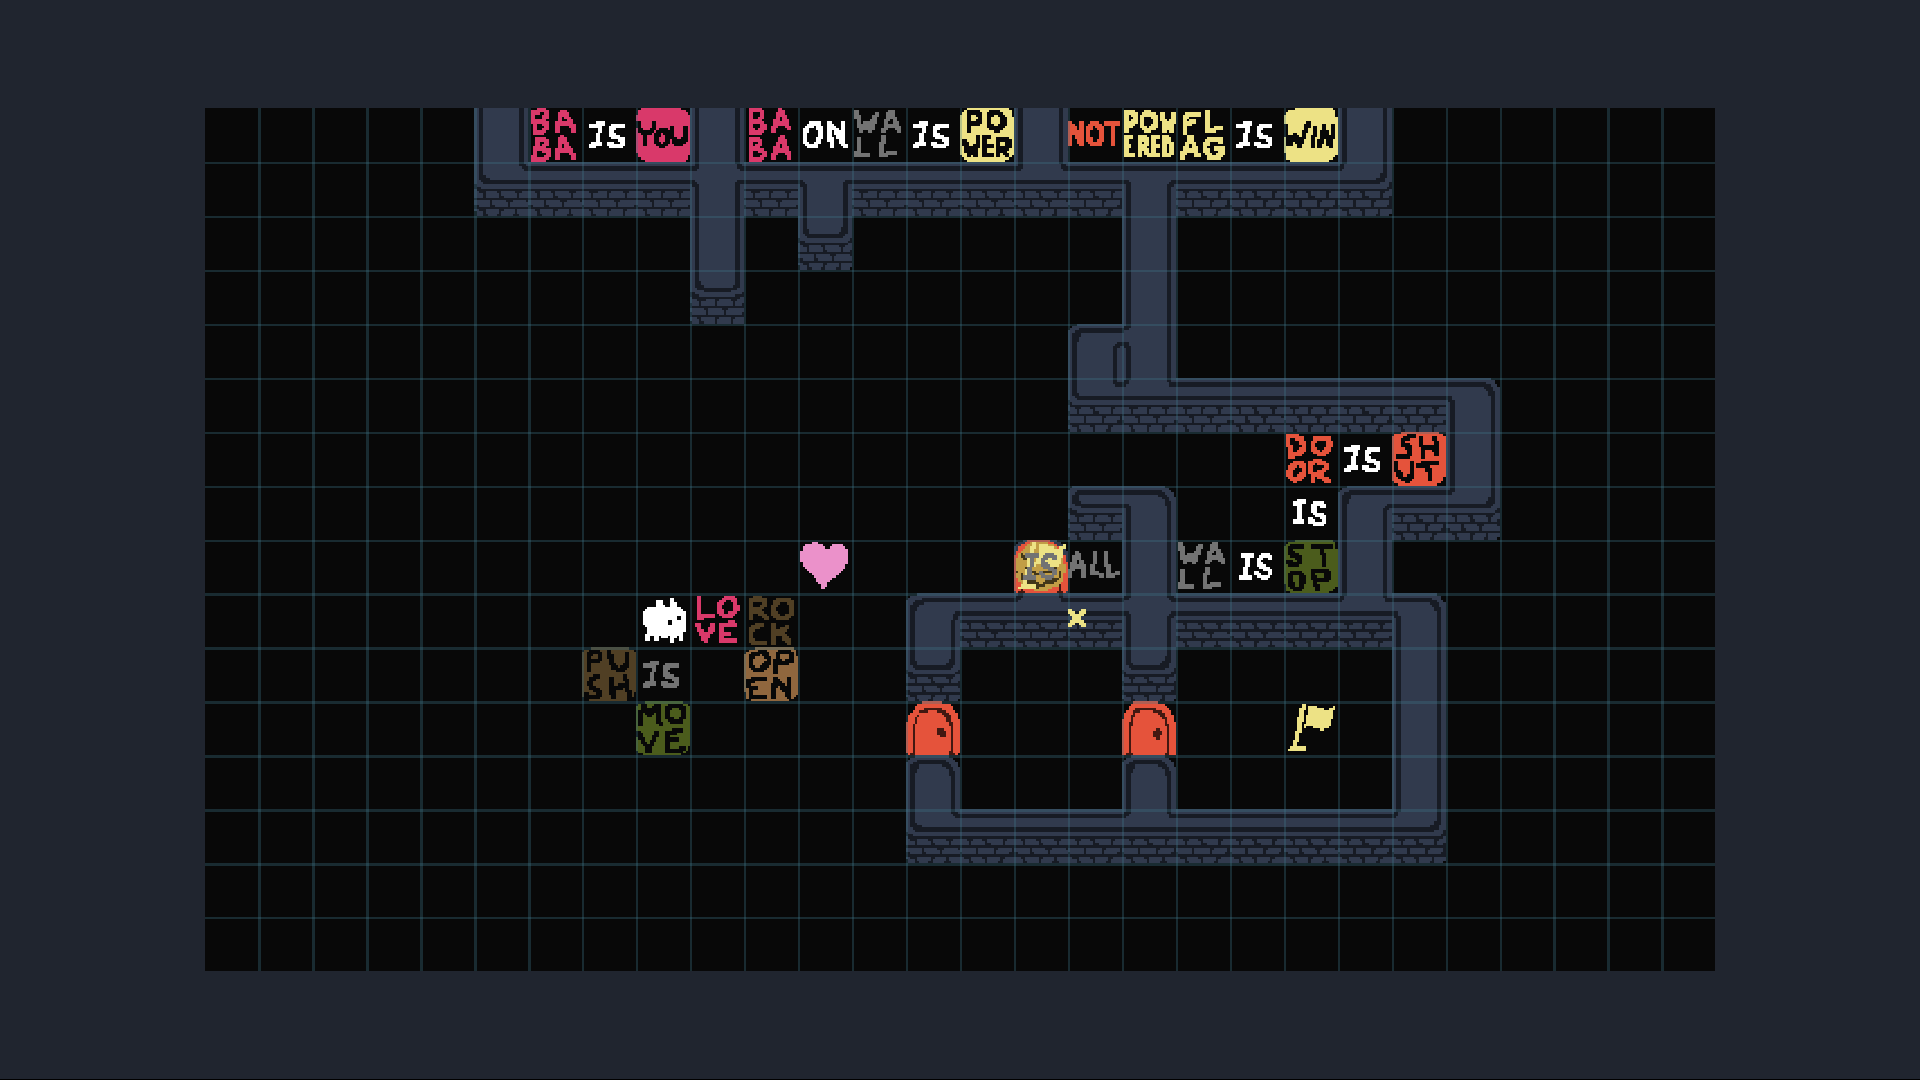 BABA IS YOU BABA ON WALL IS POWER NOT POWERED FLAG IS WIN
DOOR IS SHUT
IS
IS ALL WALL IS STOP
LOVE ROCK
PUSH IS OPEN
MOVE